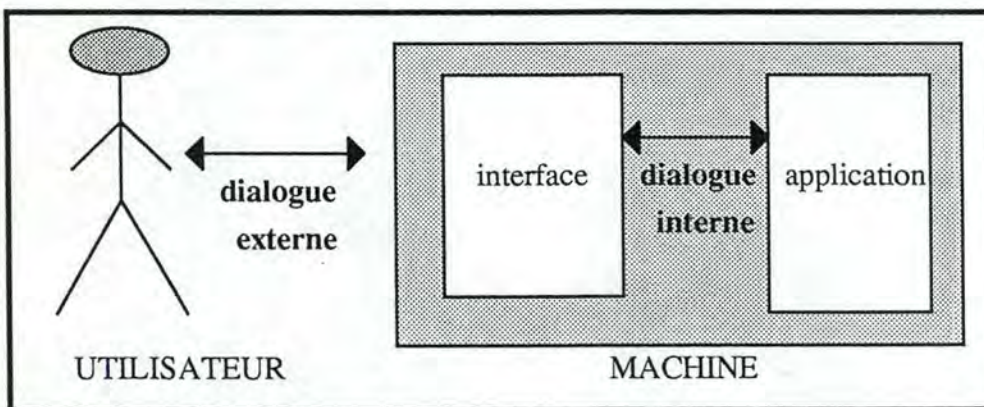 dialogue
externe
interface
dialogue
interne
application
UTILISATEUR
MACHINE